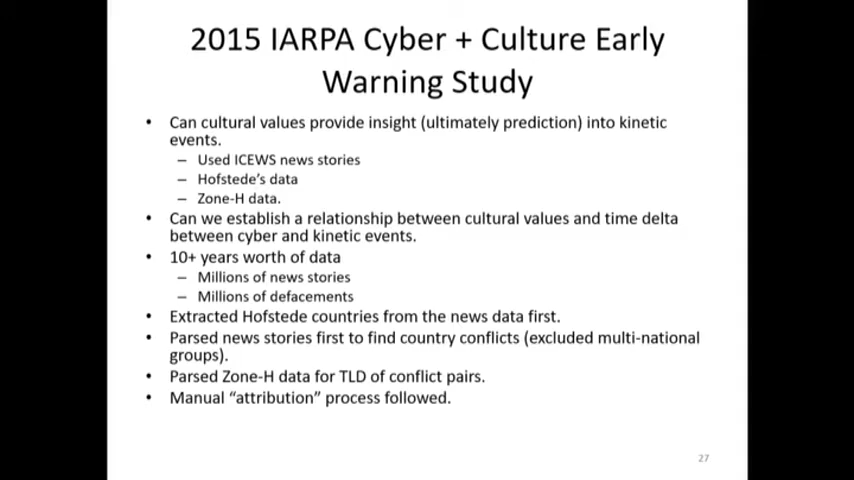 2015 IARPA Cyber + Culture Early
Warning Study
• Can cultural values provide insight (ultimately prediction) into kinetic
events.
– Used ICEWS news stories
– Hofstede's data
– Zone-H data.
• Can we establish a relationship between cultural values and time delta
between cyber and kinetic events.
• 10+ years worth of data
– Millions of news stories
– Millions of defacements
• Extracted Hofstede countries from the news data first.
• Parsed news stories first to find country conflicts (excluded multi-national
groups).
• Parsed Zone-H data for TLD of conflict pairs.
• Manual “attribution” process followed.
27